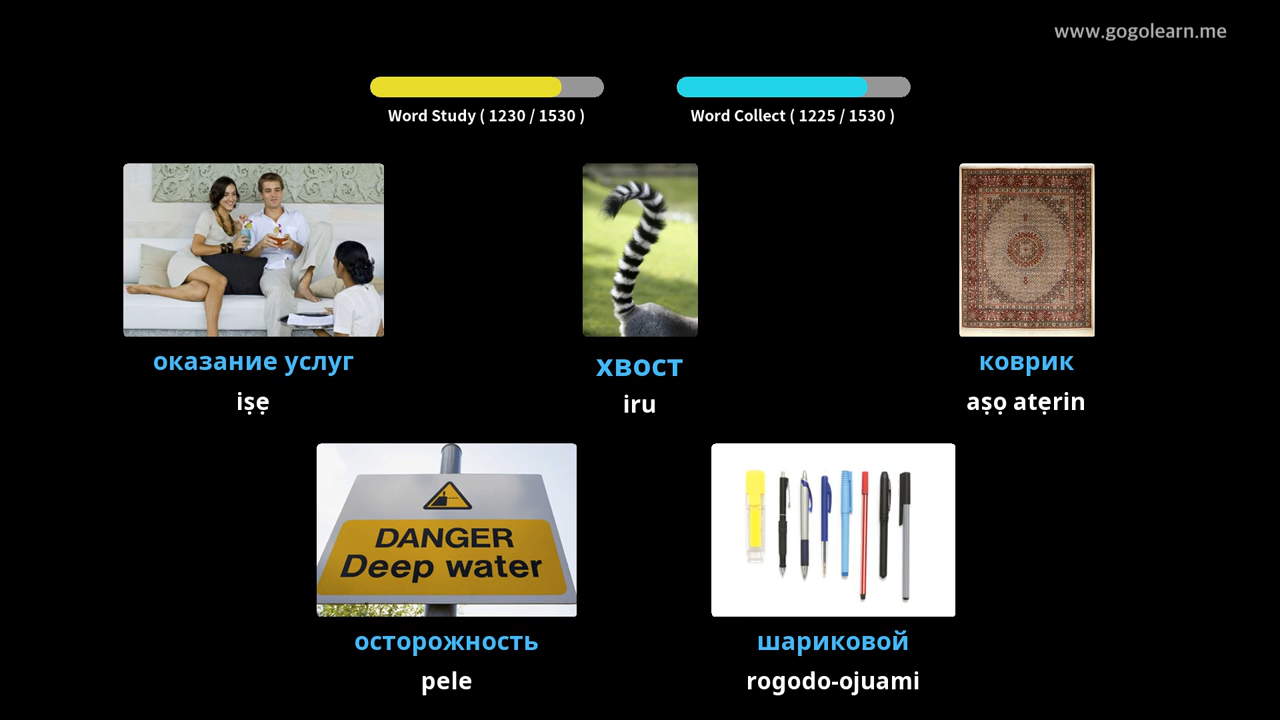 www.gogolearn.me
Word Study ( 1230 / 1530 )
Word Collect ( 1225 / 1530 )
оказание услуг
iṣẹ
хвост
iru
коврик
aṣọ atẹrin
DANGER
Deep water
осторожность
pele
шариковой
rogodo-ojuami